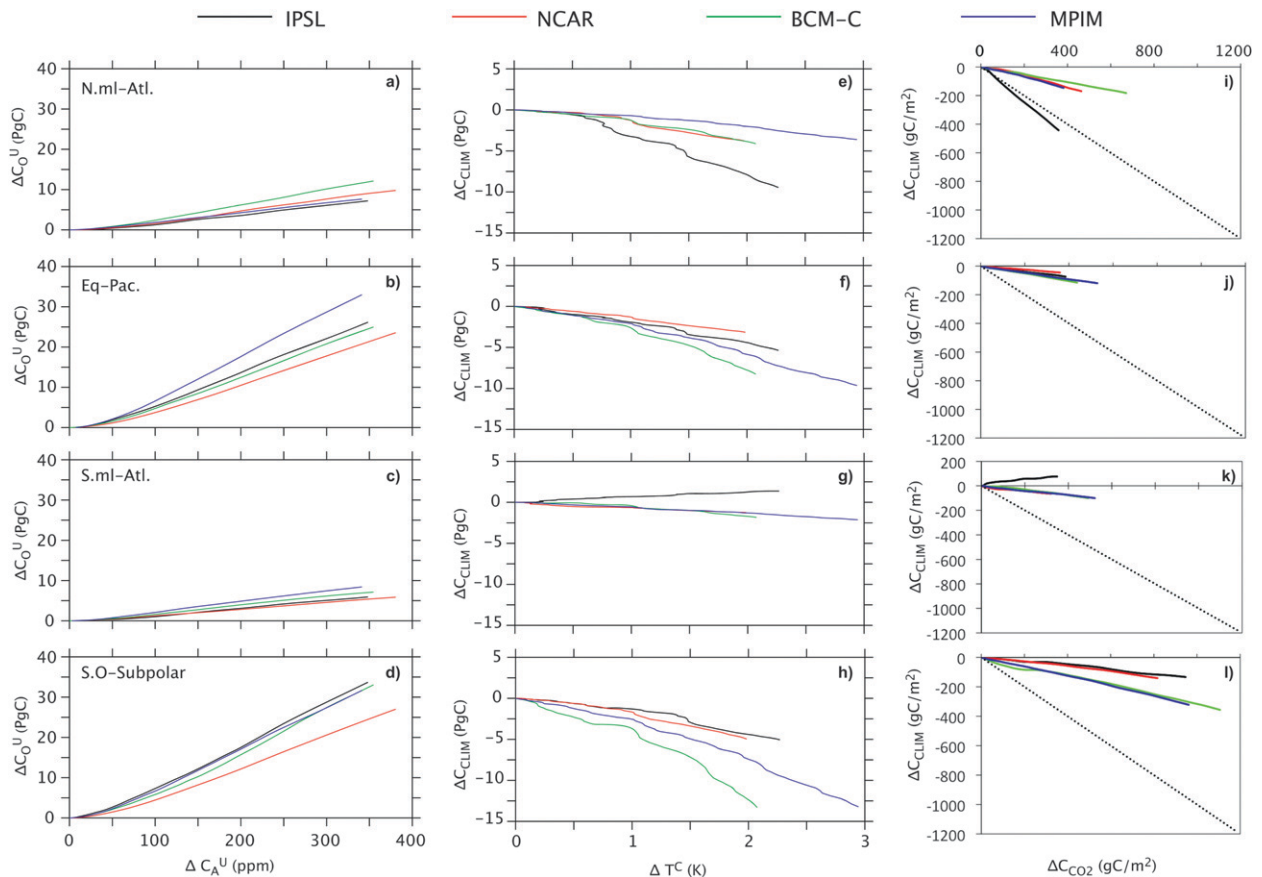 IPSL NCAR BCM-C MPIM
0 400 800 1200
40 30 20 10 0
ΔC_O^U (PgC)
N.ml-Atl. a)
5 0 -5 -10 -15
ΔC_CLIM (PgC)
e)
0 -200 -400 -600 -800 -1000 -1200
ΔC_CLIM (gC/m²)
i)
40 30 20 10 0
ΔC_O^U (PgC)
Eq-Pac. b)
5 0 -5 -10 -15
ΔC_CLIM (PgC)
f)
0 -200 -400 -600 -800 -1000 -1200
ΔC_CLIM (gC/m²)
j)
40 30 20 10 0
ΔC_O^U (PgC)
S.ml-Atl. c)
5 0 -5 -10 -15
ΔC_CLIM (PgC)
g)
200 0 -200 -400 -600 -800 -1000 -1200
ΔC_CLIM (gC/m²)
k)
40 30 20 10 0
ΔC_O^U (PgC)
S.O-Subpolar d)
5 0 -5 -10 -15
ΔC_CLIM (PgC)
h)
0 -200 -400 -600 -800 -1000 -1200
ΔC_CLIM (gC/m²)
l)
0 100 200 300 400
0 1 2 3
Δ C_A^U (ppm)
Δ T^C (K)
ΔC_CO2 (gC/m²)